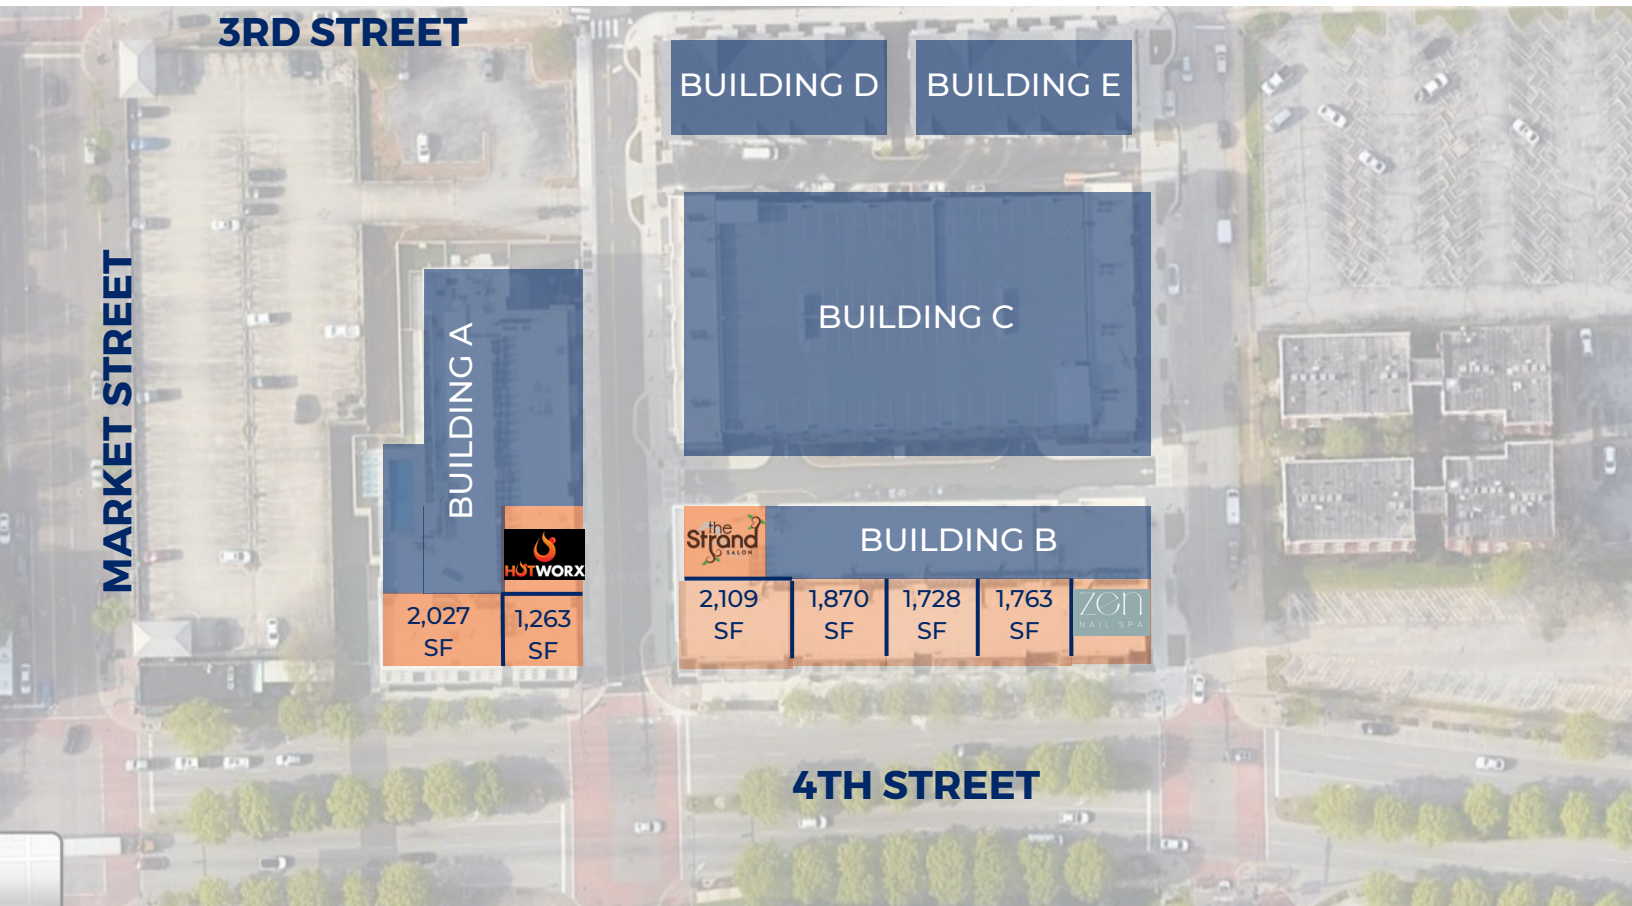 3RD STREET
BUILDING D
BUILDING E
MARKET STREET
BUILDING A
BUILDING C
HOTWORX
the
Strand
SALON
BUILDING B
2,027
SF
1,263
SF
2,109
SF
1,870
SF
1,728
SF
1,763
SF
zen
NAIL SPA
4TH STREET